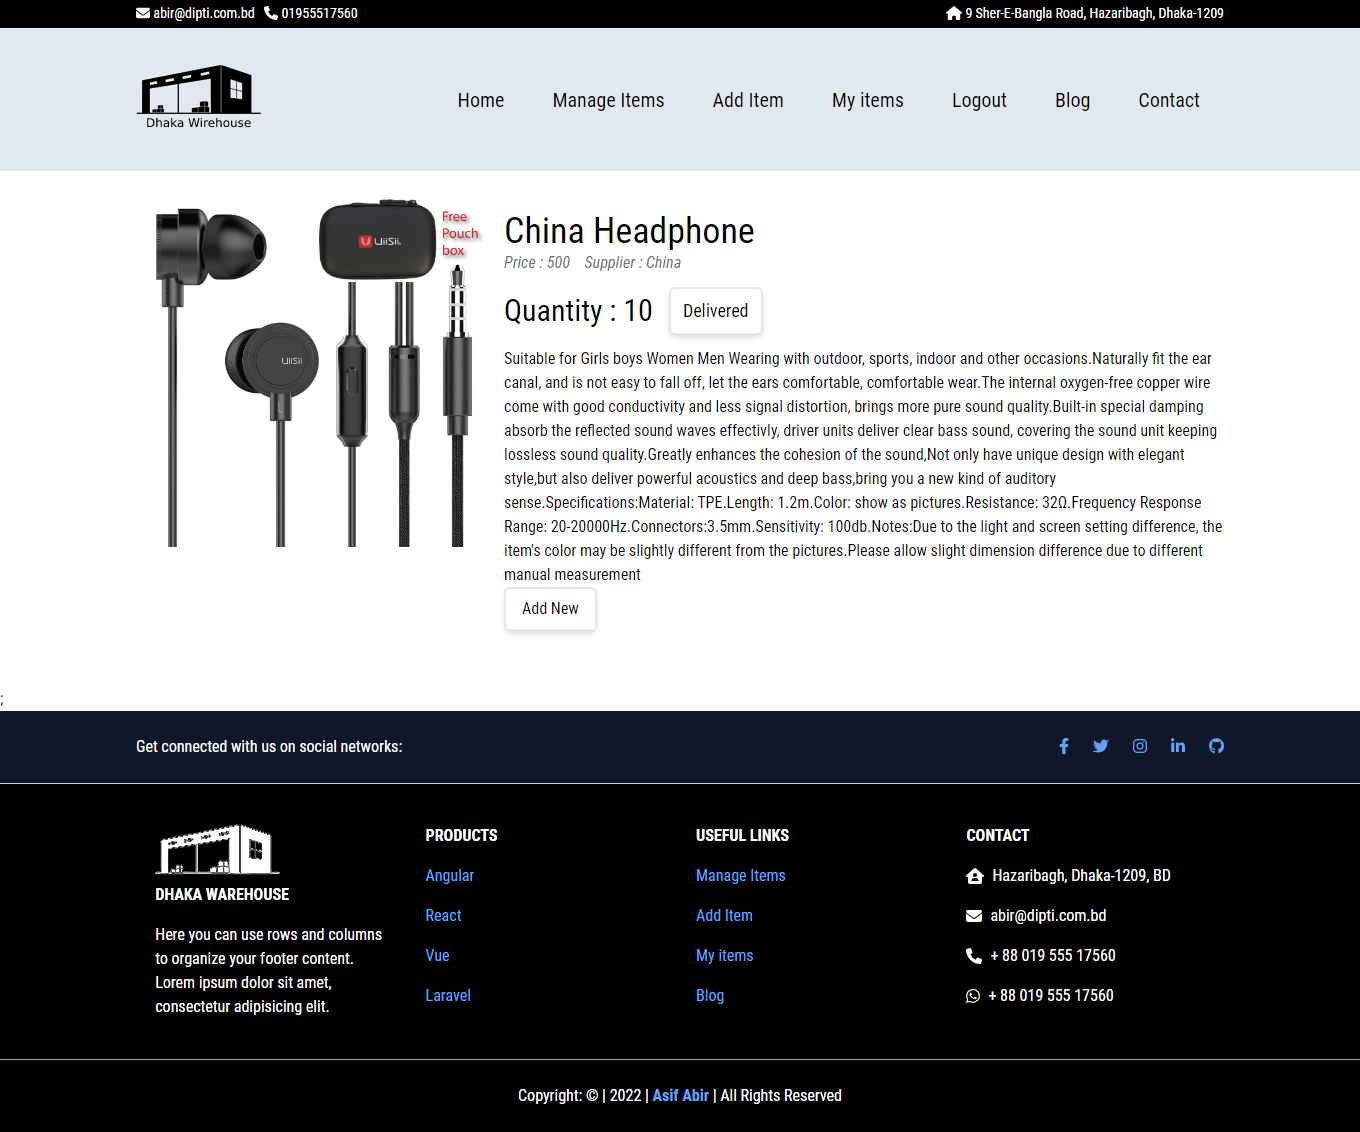 abir@dipti.com.bd 01955517560
9 Sher-E-Bangla Road, Hazaribagh, Dhaka-1209
Dhaka Wirehouse
Home Manage Items Add Item My items Logout Blog Contact
Free
Pouch
box
UiiSii
UiiSii
China Headphone
Price : 500 Supplier : China
Quantity : 10 Delivered
Suitable for Girls boys Women Men Wearing with outdoor, sports, indoor and other occasions.Naturally fit the ear
canal, and is not easy to fall off, let the ears comfortable, comfortable wear.The internal oxygen-free copper wire
come with good conductivity and less signal distortion, brings more pure sound quality.Built-in special damping
absorb the reflected sound waves effectivly, driver units deliver clear bass sound, covering the sound unit keeping
lossless sound quality.Greatly enhances the cohesion of the sound,Not only have unique design with elegant
style,but also deliver powerful acoustics and deep bass,bring you a new kind of auditory
sense.Specifications:Material: TPE.Length: 1.2m.Color: show as pictures.Resistance: 32Ω.Frequency Response
Range: 20-20000Hz.Connectors:3.5mm.Sensitivity: 100db.Notes:Due to the light and screen setting difference, the
item's color may be slightly different from the pictures.Please allow slight dimension difference due to different
manual measurement
Add New
;
Get connected with us on social networks:
DHAKA WAREHOUSE
Here you can use rows and columns
to organize your footer content.
Lorem ipsum dolor sit amet,
consectetur adipisicing elit.
PRODUCTS
Angular
React
Vue
Laravel
USEFUL LINKS
Manage Items
Add Item
My items
Blog
CONTACT
Hazaribagh, Dhaka-1209, BD
abir@dipti.com.bd
+ 88 019 555 17560
+ 88 019 555 17560
Copyright: © | 2022 | Asif Abir | All Rights Reserved